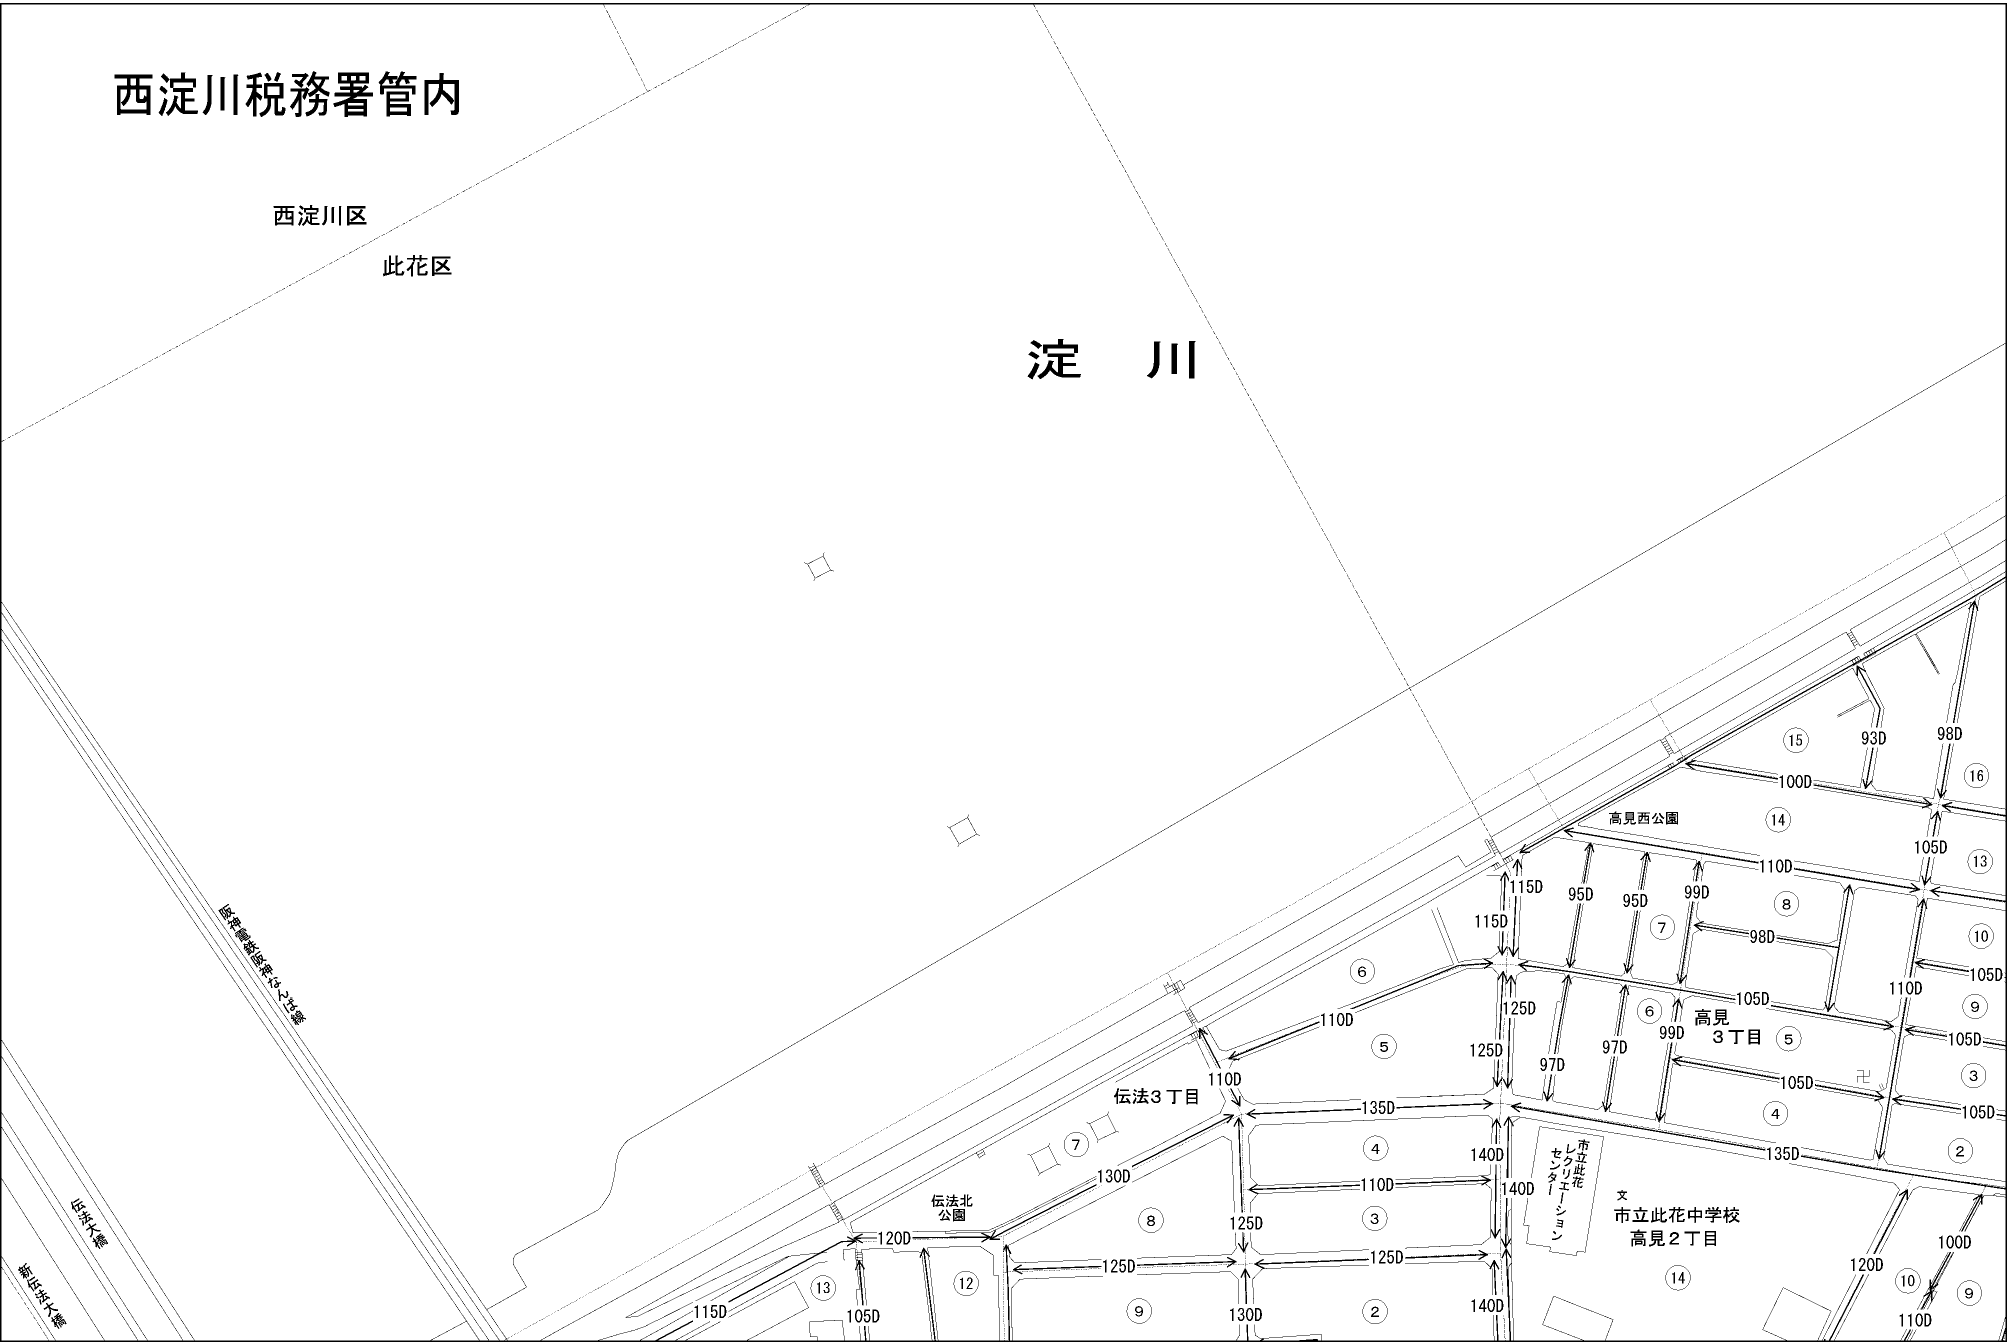 西淀川税務署管内
西淀川区
此花区
淀 川
98D
93D
⑮
⑯
100D
高見西公園
⑭
105D
⑬
110D
115D
95D
95D
99D
⑧
115D
⑦
98D
⑩
⑥
105D
110D
105D
⑨
阪神電鉄阪神なんば線
110D
125D
⑥
高見
3丁目
99D
⑤
105D
⑤
125D
97D
97D
③
110D
伝法3丁目
135D
105D
④
105D
⑦
④
140D
市立此花
レクリエーション
センター
135D
②
130D
110D
140D
文
市立此花中学校
高見2丁目
伝法北
公園
⑧
125D
③
伝法大橋
120D
125D
125D
100D
120D
新伝法大橋
⑬
⑫
⑭
⑩
⑨
115D
105D
⑨
130D
②
140D
110D